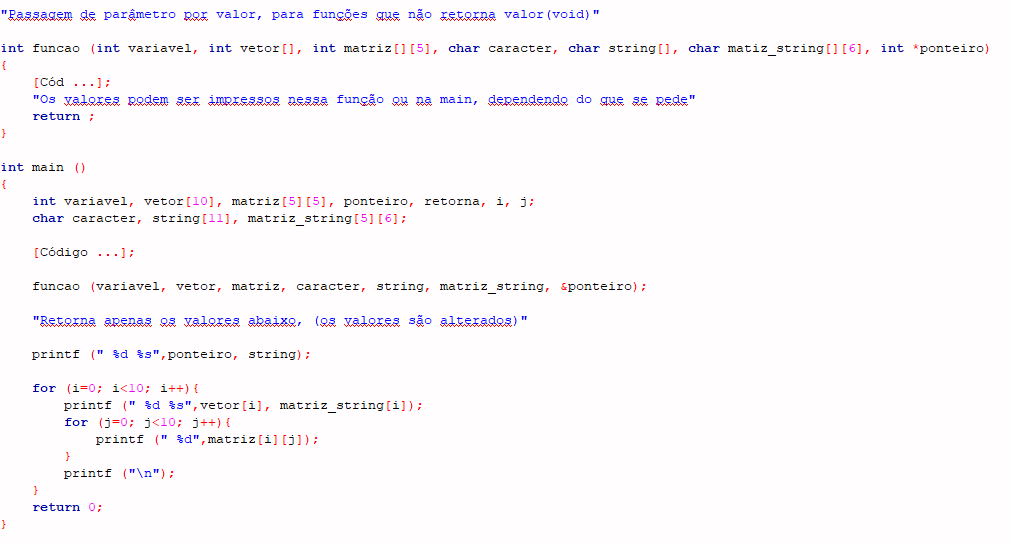 "Passagem de parâmetro por valor, para funções que não retorna valor(void)"
int funcao (int variavel, int vetor[], int matriz[][5], char caracter, char string[], char matiz_string[][6], int *ponteiro)
{
[Cód ...];
"Os valores podem ser impressos nessa função ou na main, dependendo do que se pede"
return ;
}
int main ()
{
int variavel, vetor[10], matriz[5][5], ponteiro, retorna, i, j;
char caracter, string[11], matriz_string[5][6];
[Código ...];
funcao (variavel, vetor, matriz, caracter, string, matriz_string, &ponteiro);
"Retorna apenas os valores abaixo, (os valores são alterados)"
printf (" %d %s",ponteiro, string);
for (i=0; i<10; i++){
printf (" %d %s",vetor[i], matriz_string[i]);
for (j=0; j<10; j++){
printf (" %d",matriz[i][j]);
}
printf ("\n");
}
return 0;
}